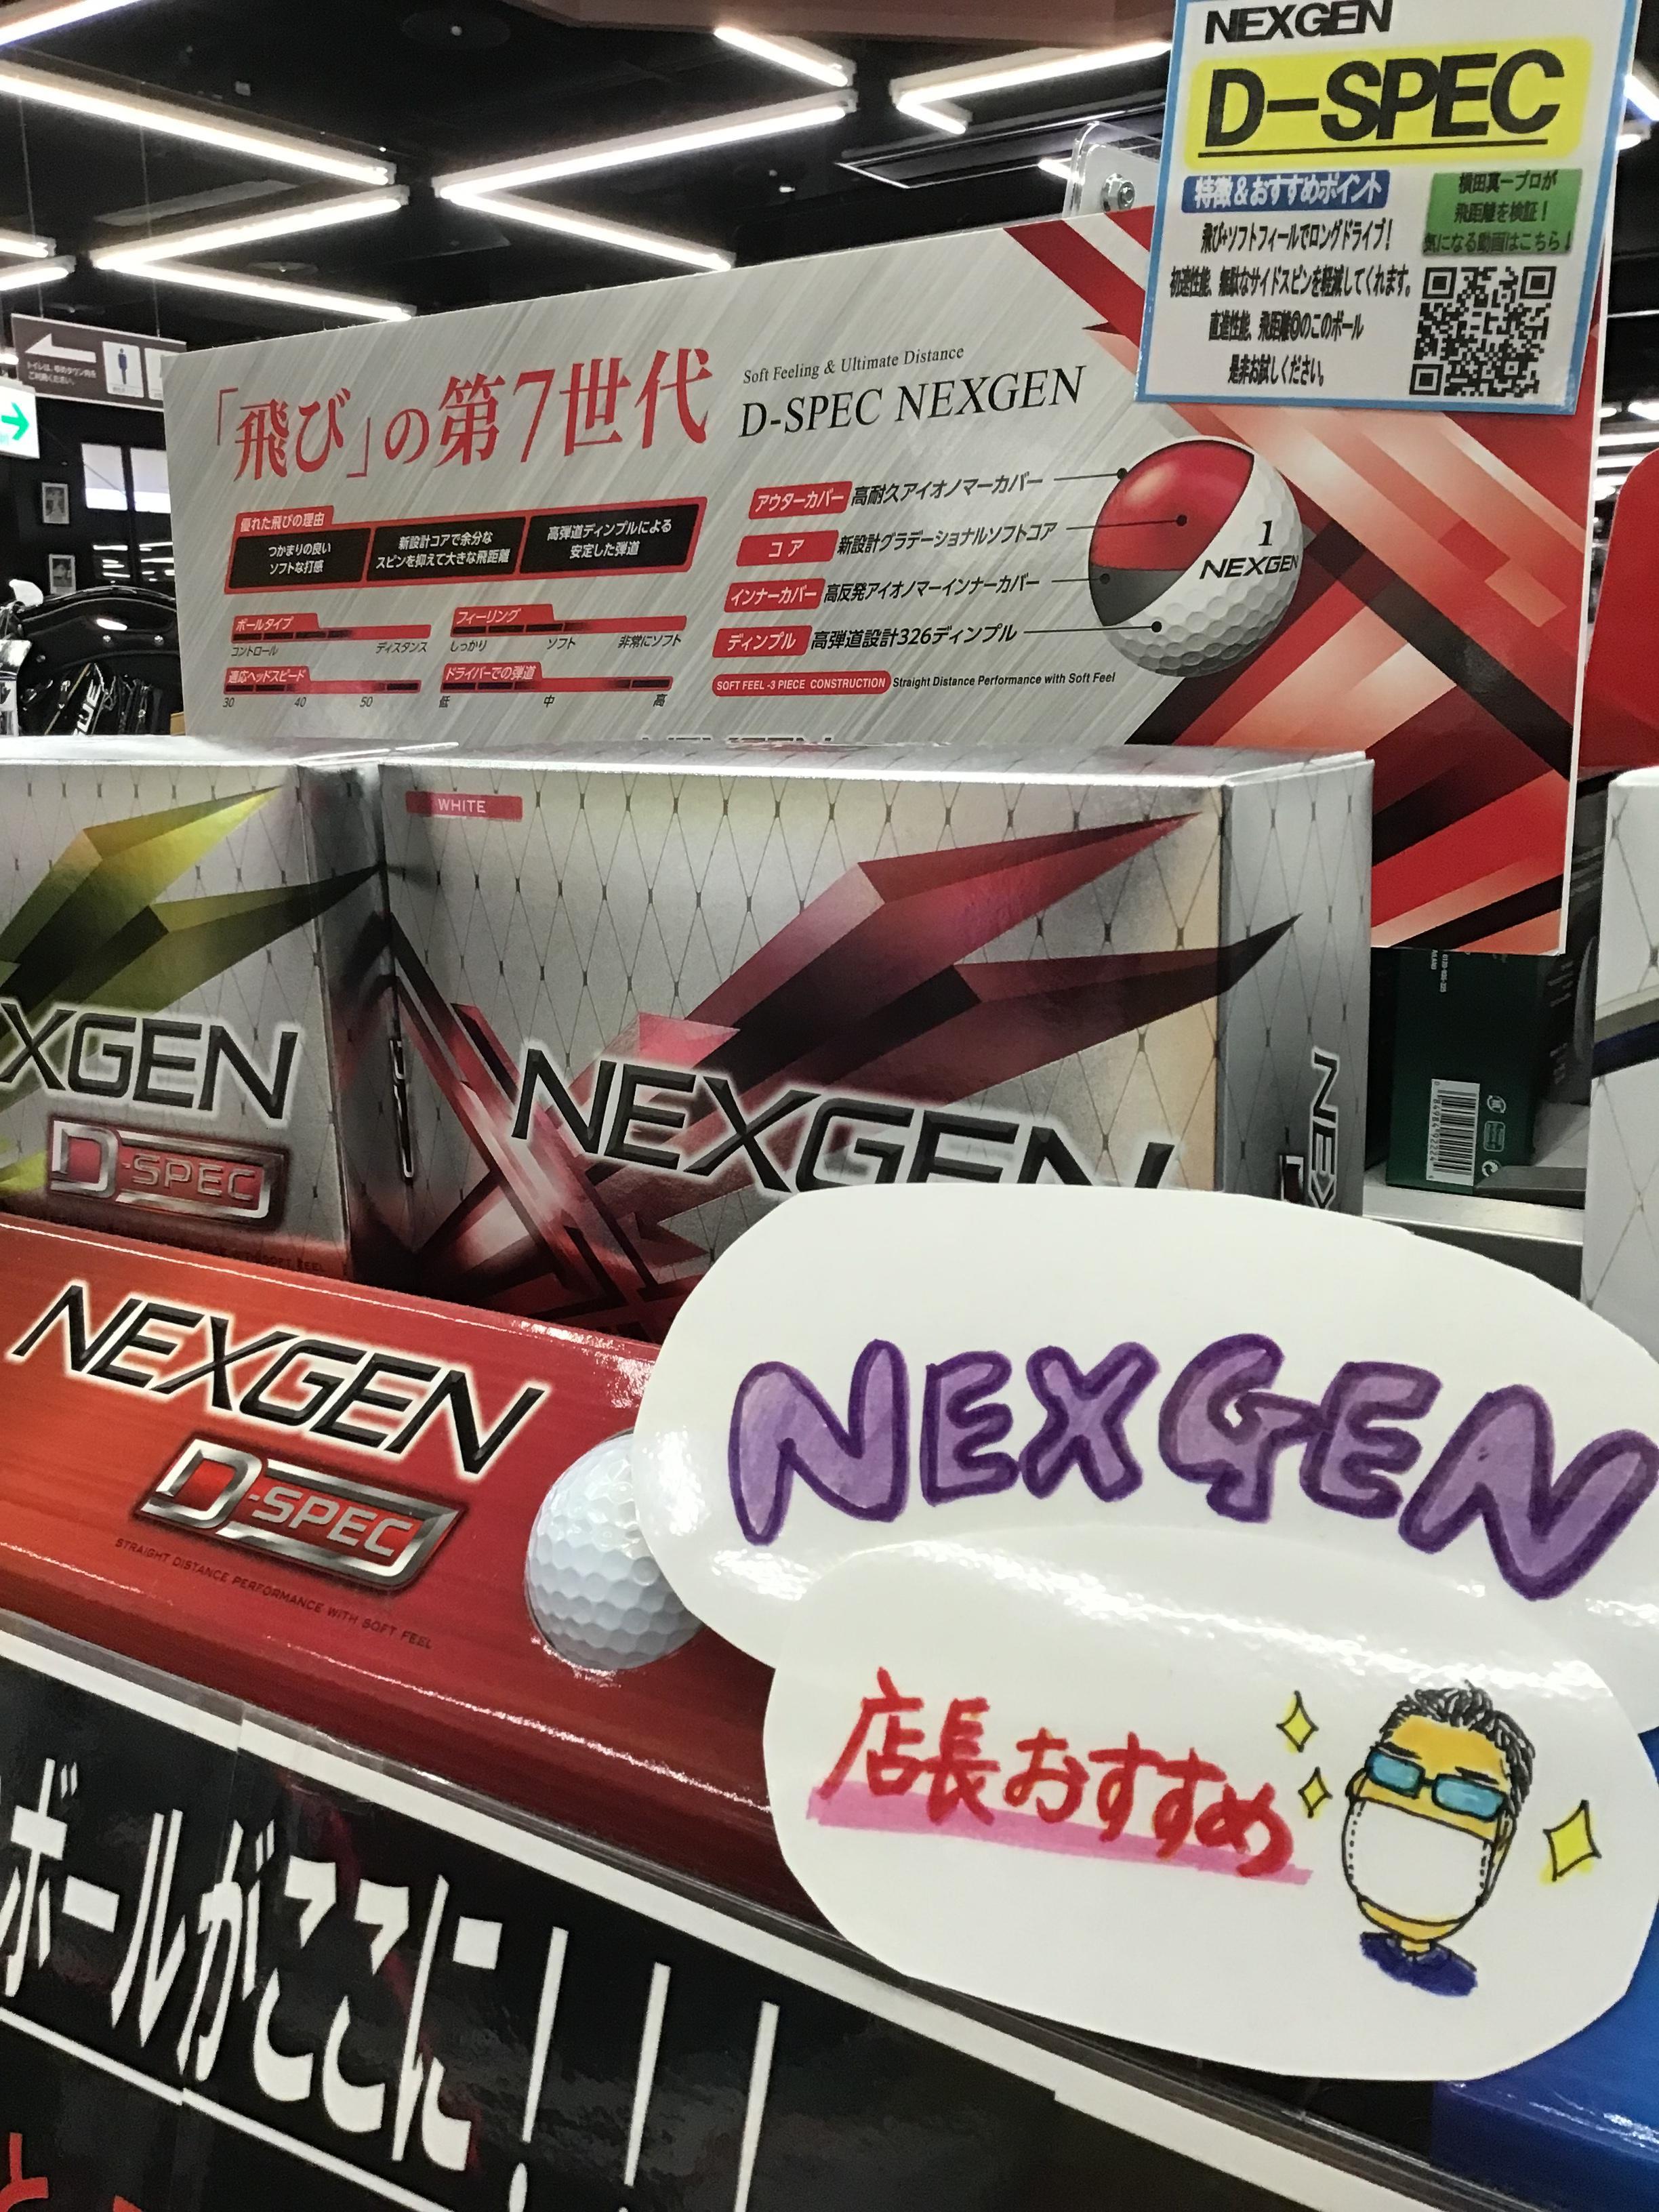 NEXGEN
D-SPEC
特徴&おすすめポイント
飛び+ソフトフィールでロングドライブ!
初速性能、無駄なサイドスピンを軽減してくれます。
直進性能、飛距離◎のこのボール
是非お試しください。
横田真一プロが
飛距離を検証!
気になる動画はこちら↓
「飛び」の第7世代
Soft Feeling & Ultimate Distance
D-SPEC NEXGEN
優れた飛びの理由
つかまりの良い
ソフトな打感
新設計コアで余分な
スピンを抑えて大きな飛距離
高弾道ディンプルによる
安定した弾道
ボールタイプ
コントロール ディスタンス
フィーリング
しっかり ソフト 非常にソフト
適応ヘッドスピード
30 40 50
ドライバーでの弾道
低 中 高
アウターカバー 高耐久アイオノマーカバー
コア 新設計グラデーショナルソフトコア
インナーカバー 高反発アイオノマーインナーカバー
ディンプル 高弾道設計326ディンプル
SOFT FEEL -3 PIECE CONSTRUCTION Straight Distance Performance with Soft Feel
1
NEXGEN
WHITE
NEXGEN
XGEN
D-SPEC
NEX
NEXGEN
D-SPEC
STRAIGHT DISTANCE PERFORMANCE WITH SOFT FEEL
NEXGEN
店長おすすめ
ボールがここに!!!